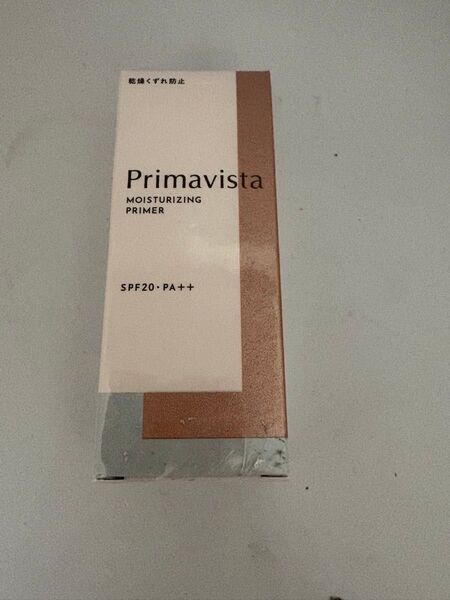 乾燥くずれ防止
Primavista
MOISTURIZING
PRIMER
SPF20・PA++